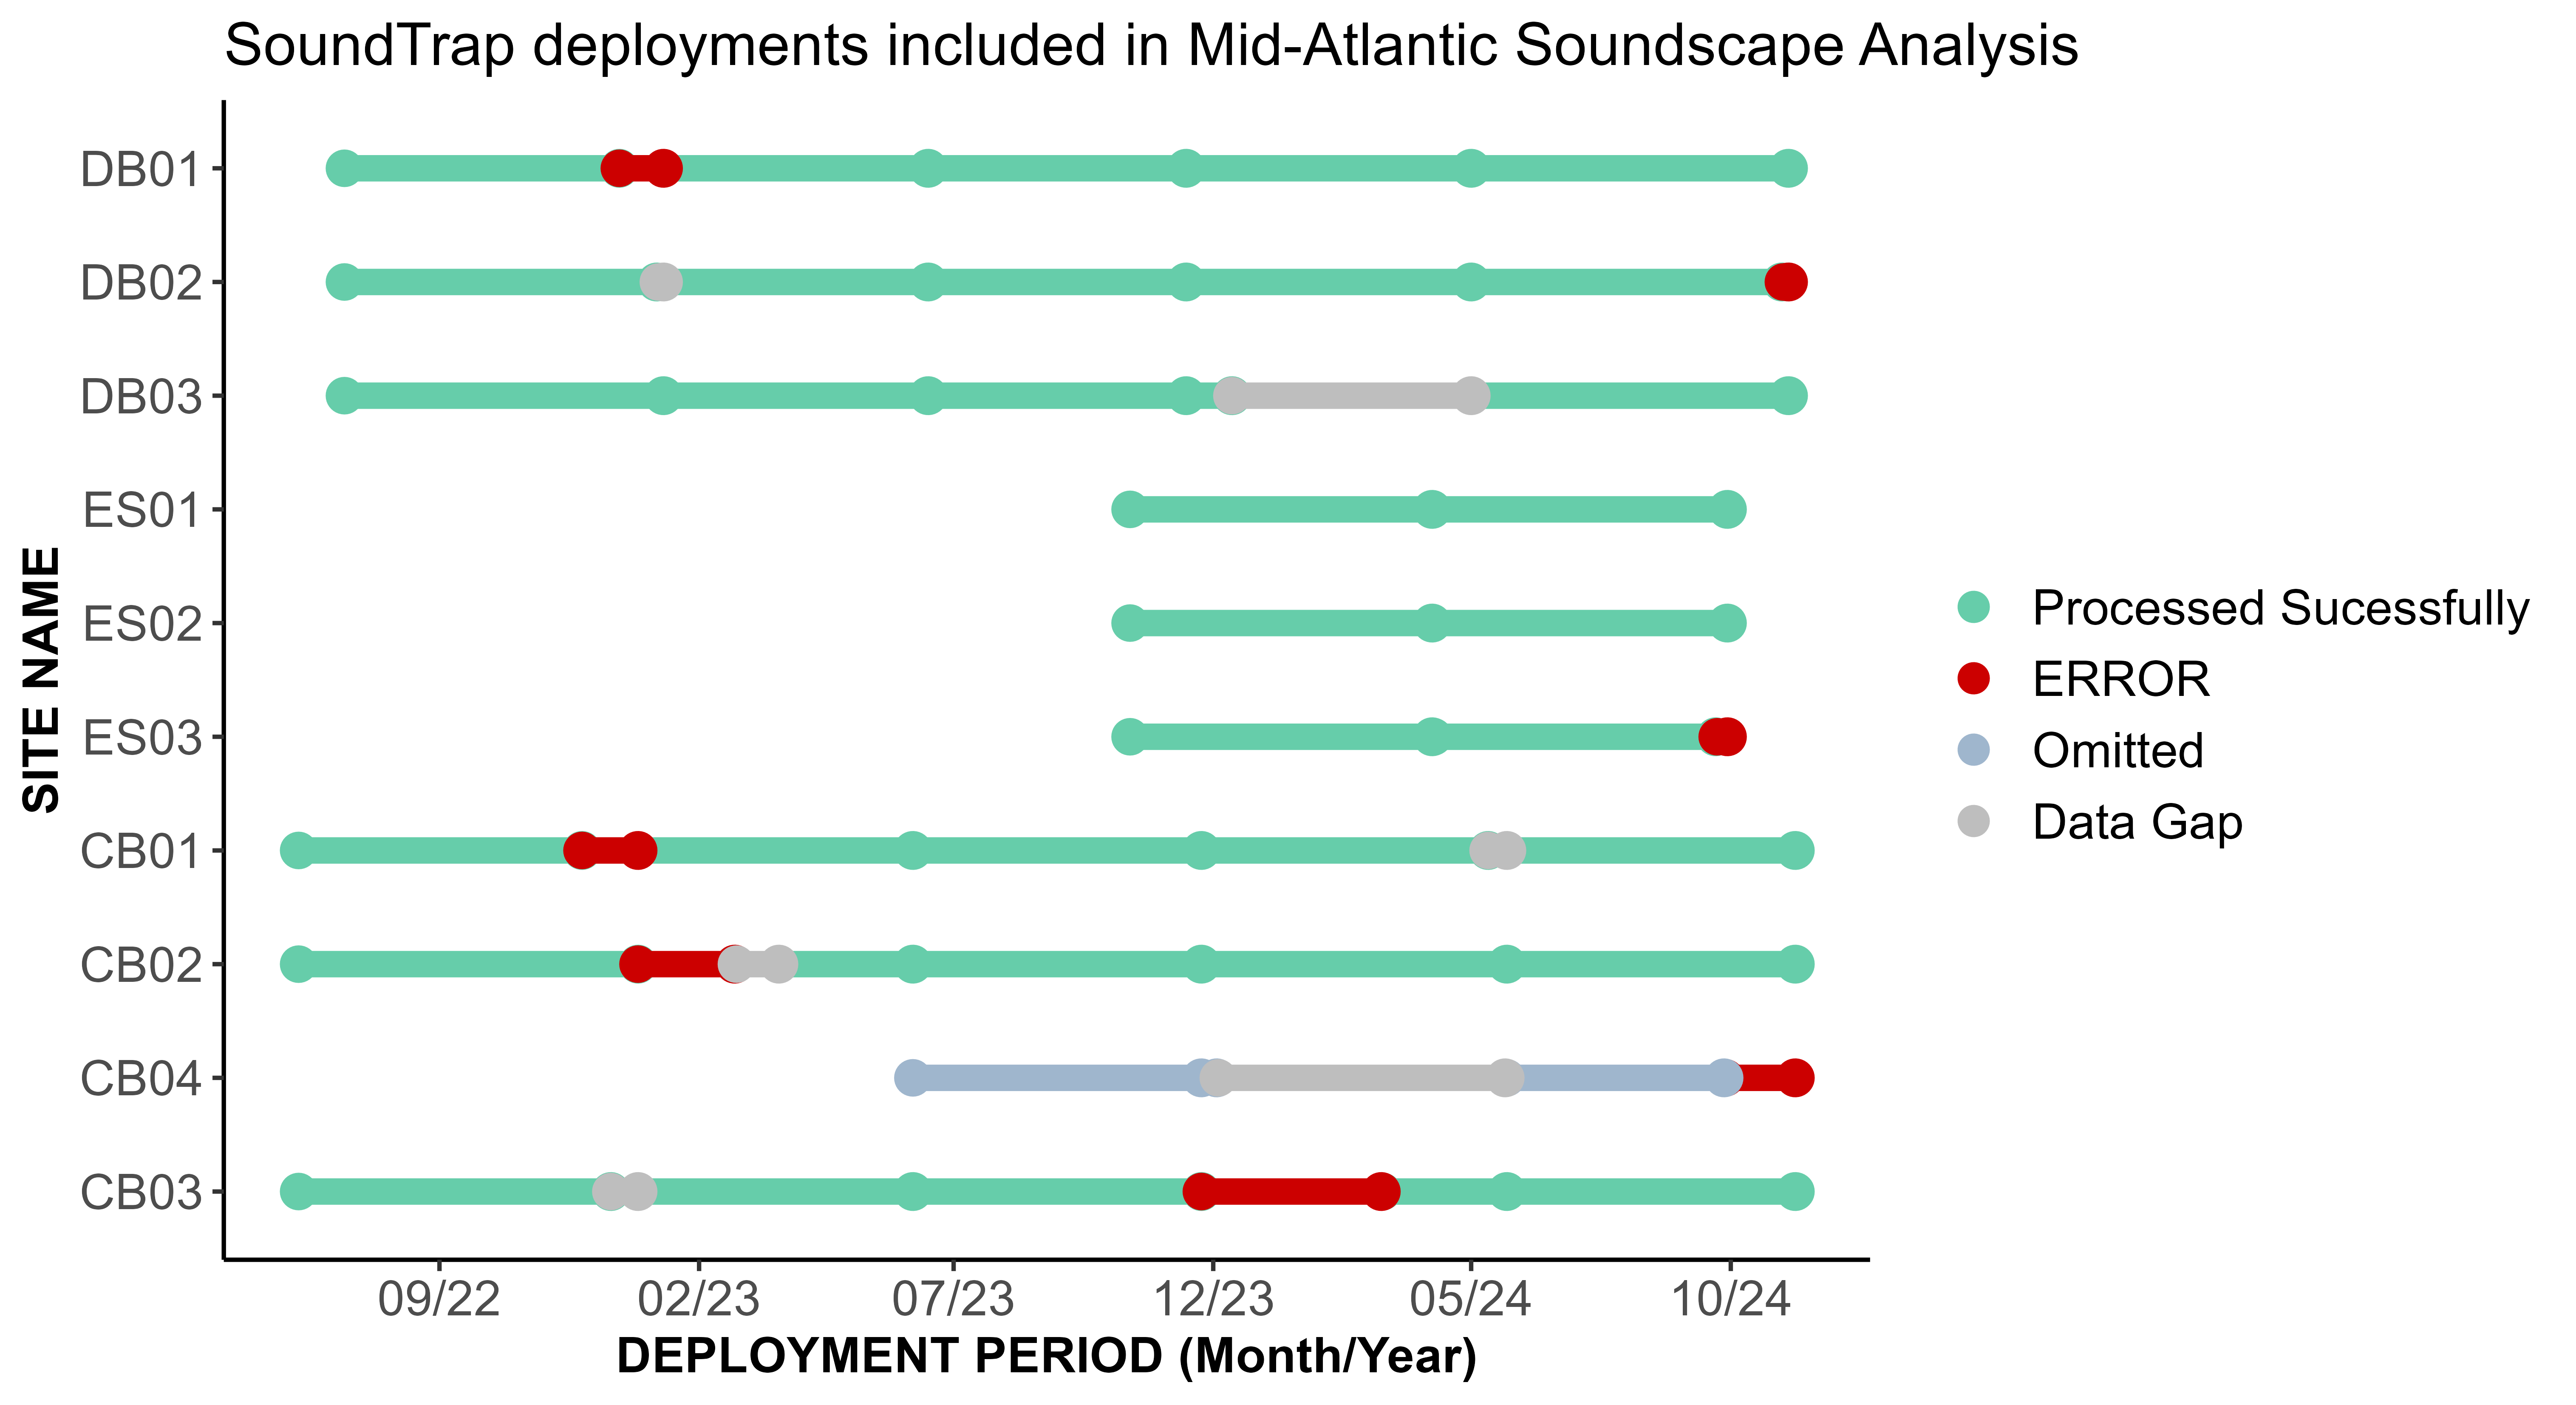 SoundTrap deployments included in Mid-Atlantic Soundscape Analysis
SITE NAME
DB01
DB02
DB03
ES01
ES02
ES03
CB01
CB02
CB04
CB03
09/22 02/23 07/23 12/23 05/24 10/24
DEPLOYMENT PERIOD (Month/Year)
Processed Sucessfully
ERROR
Omitted
Data Gap